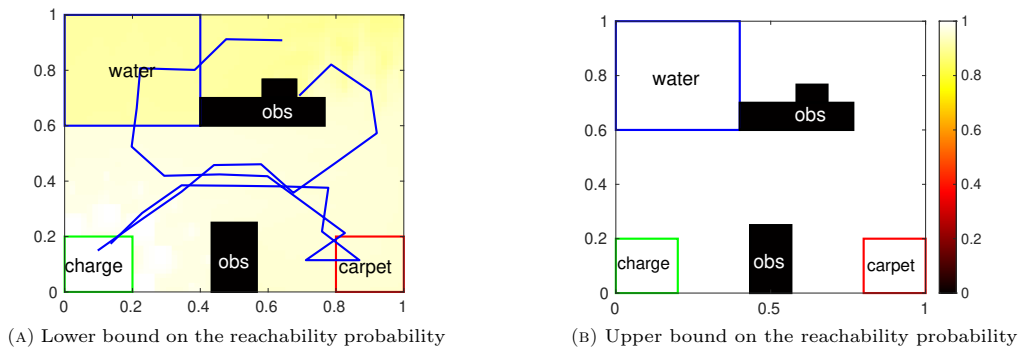 1
0.8
0.6
0.4
0.2
0
0 0.2 0.4 0.6 0.8 1
water
obs
obs
charge
carpet
(A) Lower bound on the reachability probability
1
0.8
0.6
0.4
0.2
0
0 0.5 1
water
obs
obs
charge
carpet
1
0.8
0.6
0.4
0.2
0
(B) Upper bound on the reachability probability